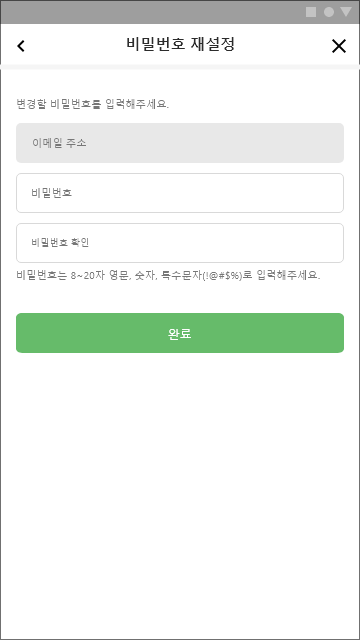 비밀번호 재설정
변경할 비밀번호를 입력해주세요.
이메일 주소
비밀번호
비밀번호 확인
비밀번호는 8~20자 영문, 숫자, 특수문자(!@#$%)로 입력해주세요.
완료